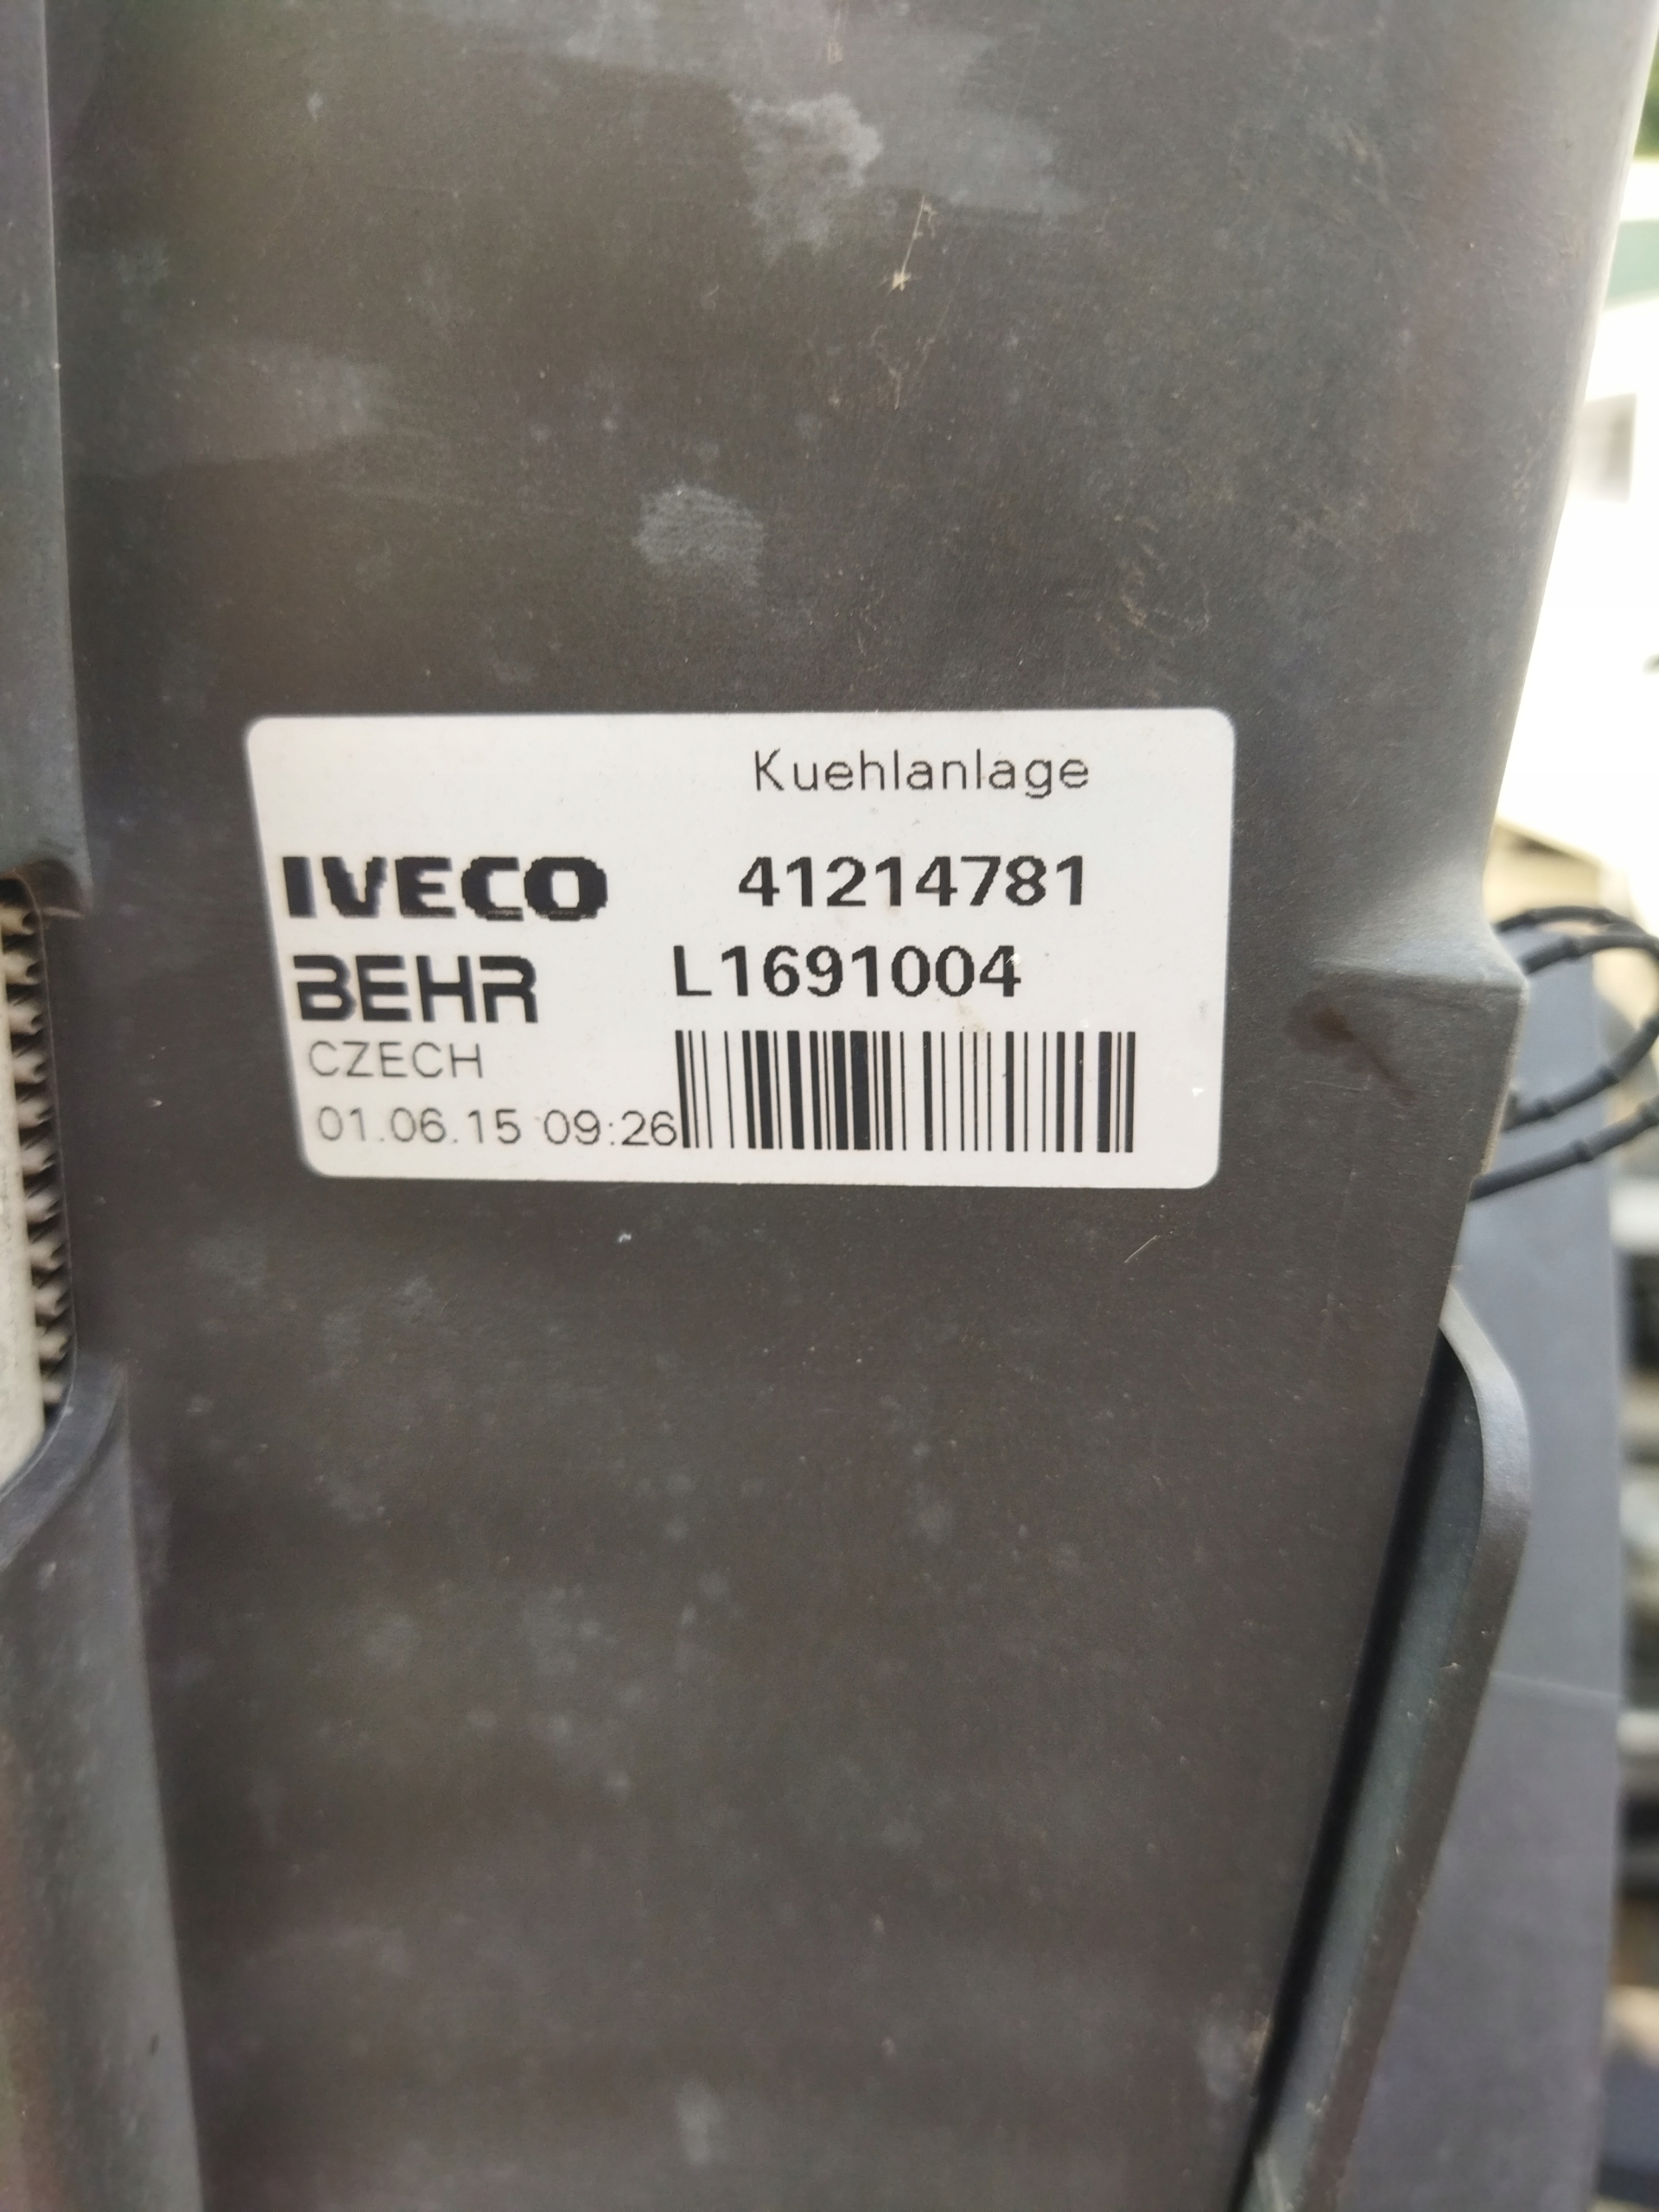 Kuehlanlage
IVECO 41214781
BEHR L1691004
CZECH
01.06.15 09:26